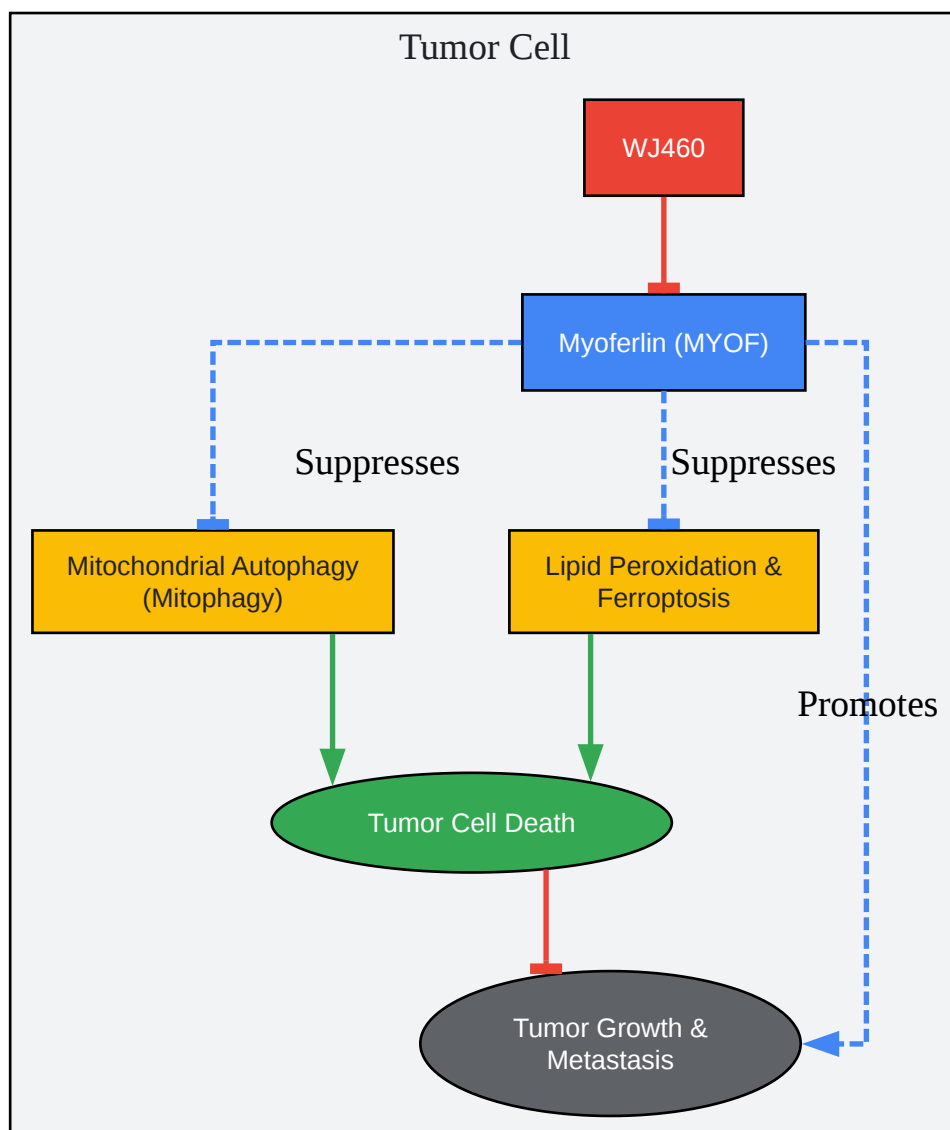 Tumor Cell
WJ460
Myoferlin (MYOF)
Suppresses
Suppresses
Mitochondrial Autophagy
(Mitophagy)
Lipid Peroxidation &
Ferroptosis
Promotes
Tumor Cell Death
Tumor Growth &
Metastasis